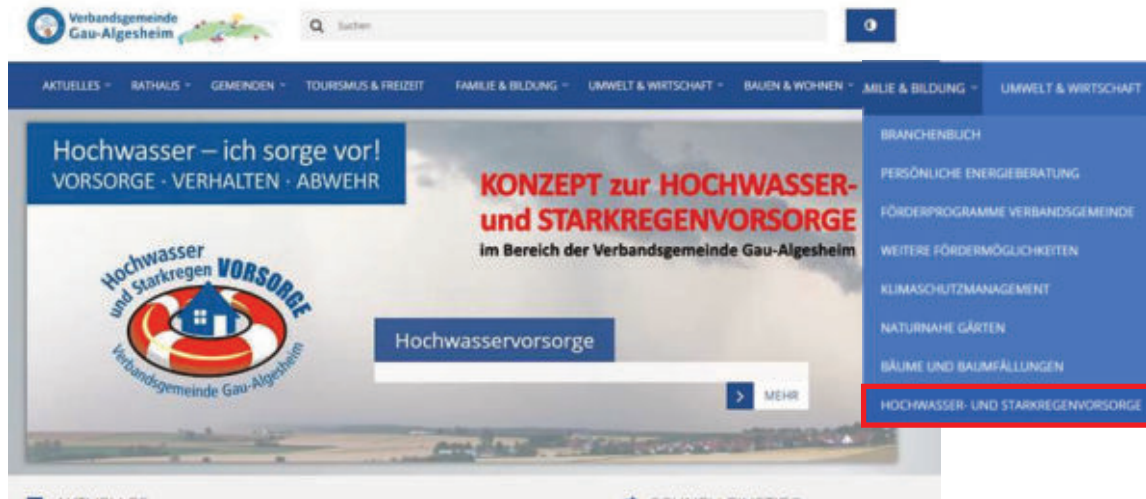 Verbandsgemeinde
Gau-Algesheim
Suchen
AKTUELLES RATHAUS GEMEINDEN TOURISMUS & FREIZEIT FAMILIE & BILDUNG UMWELT & WIRTSCHAFT BAUEN & WOHNEN
MILIE & BILDUNG UMWELT & WIRTSCHAFT
BRANCHENBUCH
PERSÖNLICHE ENERGIEBERATUNG
FÖRDERPROGRAMME VERBANDSGEMEINDE
WEITERE FÖRDERMÖGLICHKEITEN
KLIMASCHUTZMANAGEMENT
NATURNAHE GÄRTEN
BÄUME UND BAUMFÄLLUNGEN
HOCHWASSER- UND STARKREGENVORSORGE
Hochwasser – ich sorge vor!
VORSORGE · VERHALTEN · ABWEHR
KONZEPT zur HOCHWASSER-
und STARKREGENVORSORGE
im Bereich der Verbandsgemeinde Gau-Algesheim
Hochwasser
und Starkregen VORSORGE
Verbandsgemeinde Gau-Algesheim
Hochwasservorsorge
MEHR